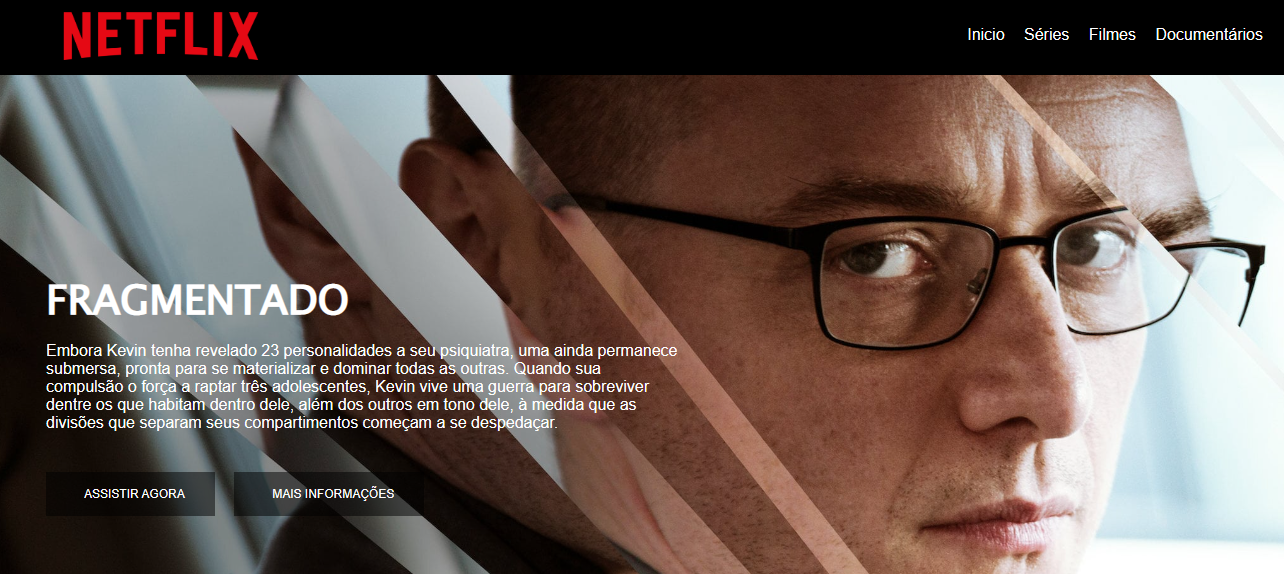 NETFLIX
Inicio Séries Filmes Documentários
FRAGMENTADO
Embora Kevin tenha revelado 23 personalidades a seu psiquiatra, uma ainda permanece
submersa, pronta para se materializar e dominar todas as outras. Quando sua
compulsão o força a raptar três adolescentes, Kevin vive uma guerra para sobreviver
dentre os que habitam dentro dele, além dos outros em tono dele, à medida que as
divisões que separam seus compartimentos começam a se despedaçar.
ASSISTIR AGORA MAIS INFORMAÇÕES